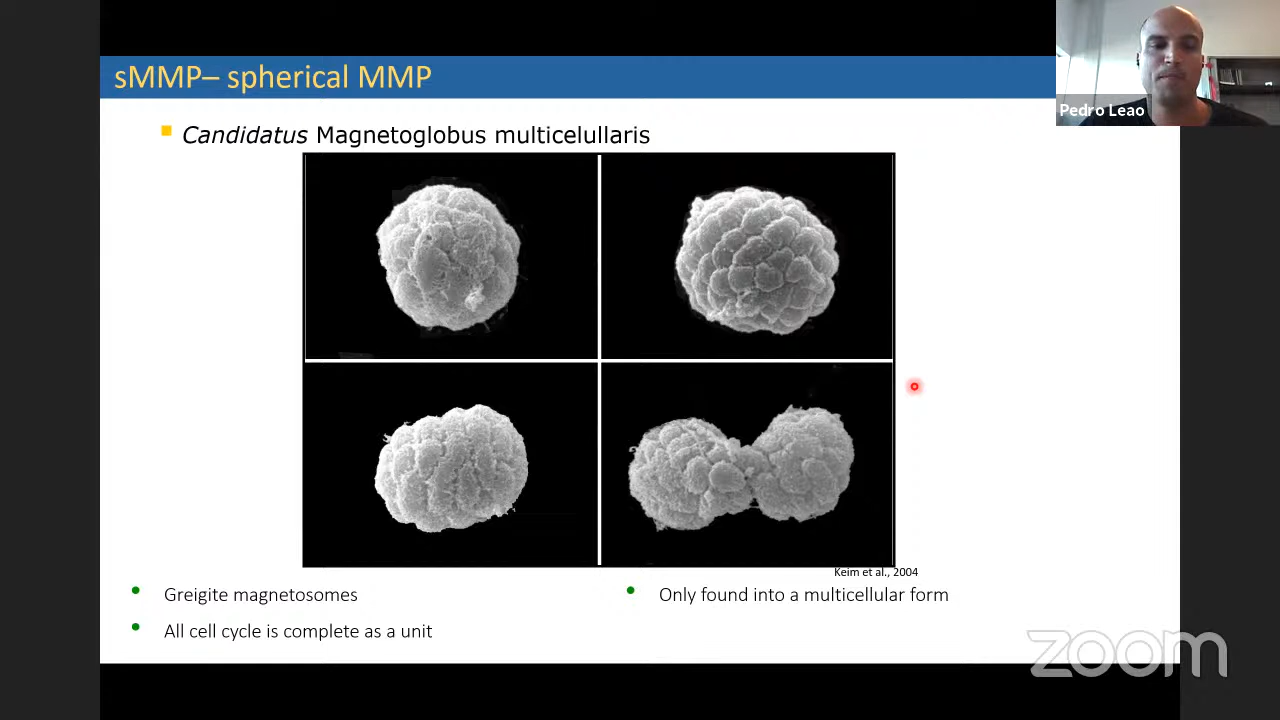 sMMP– spherical MMP
Pedro Leao
Candidatus Magnetoglobus multicelullaris
Keim et al., 2004
Greigite magnetosomes
Only found into a multicellular form
All cell cycle is complete as a unit
zoom